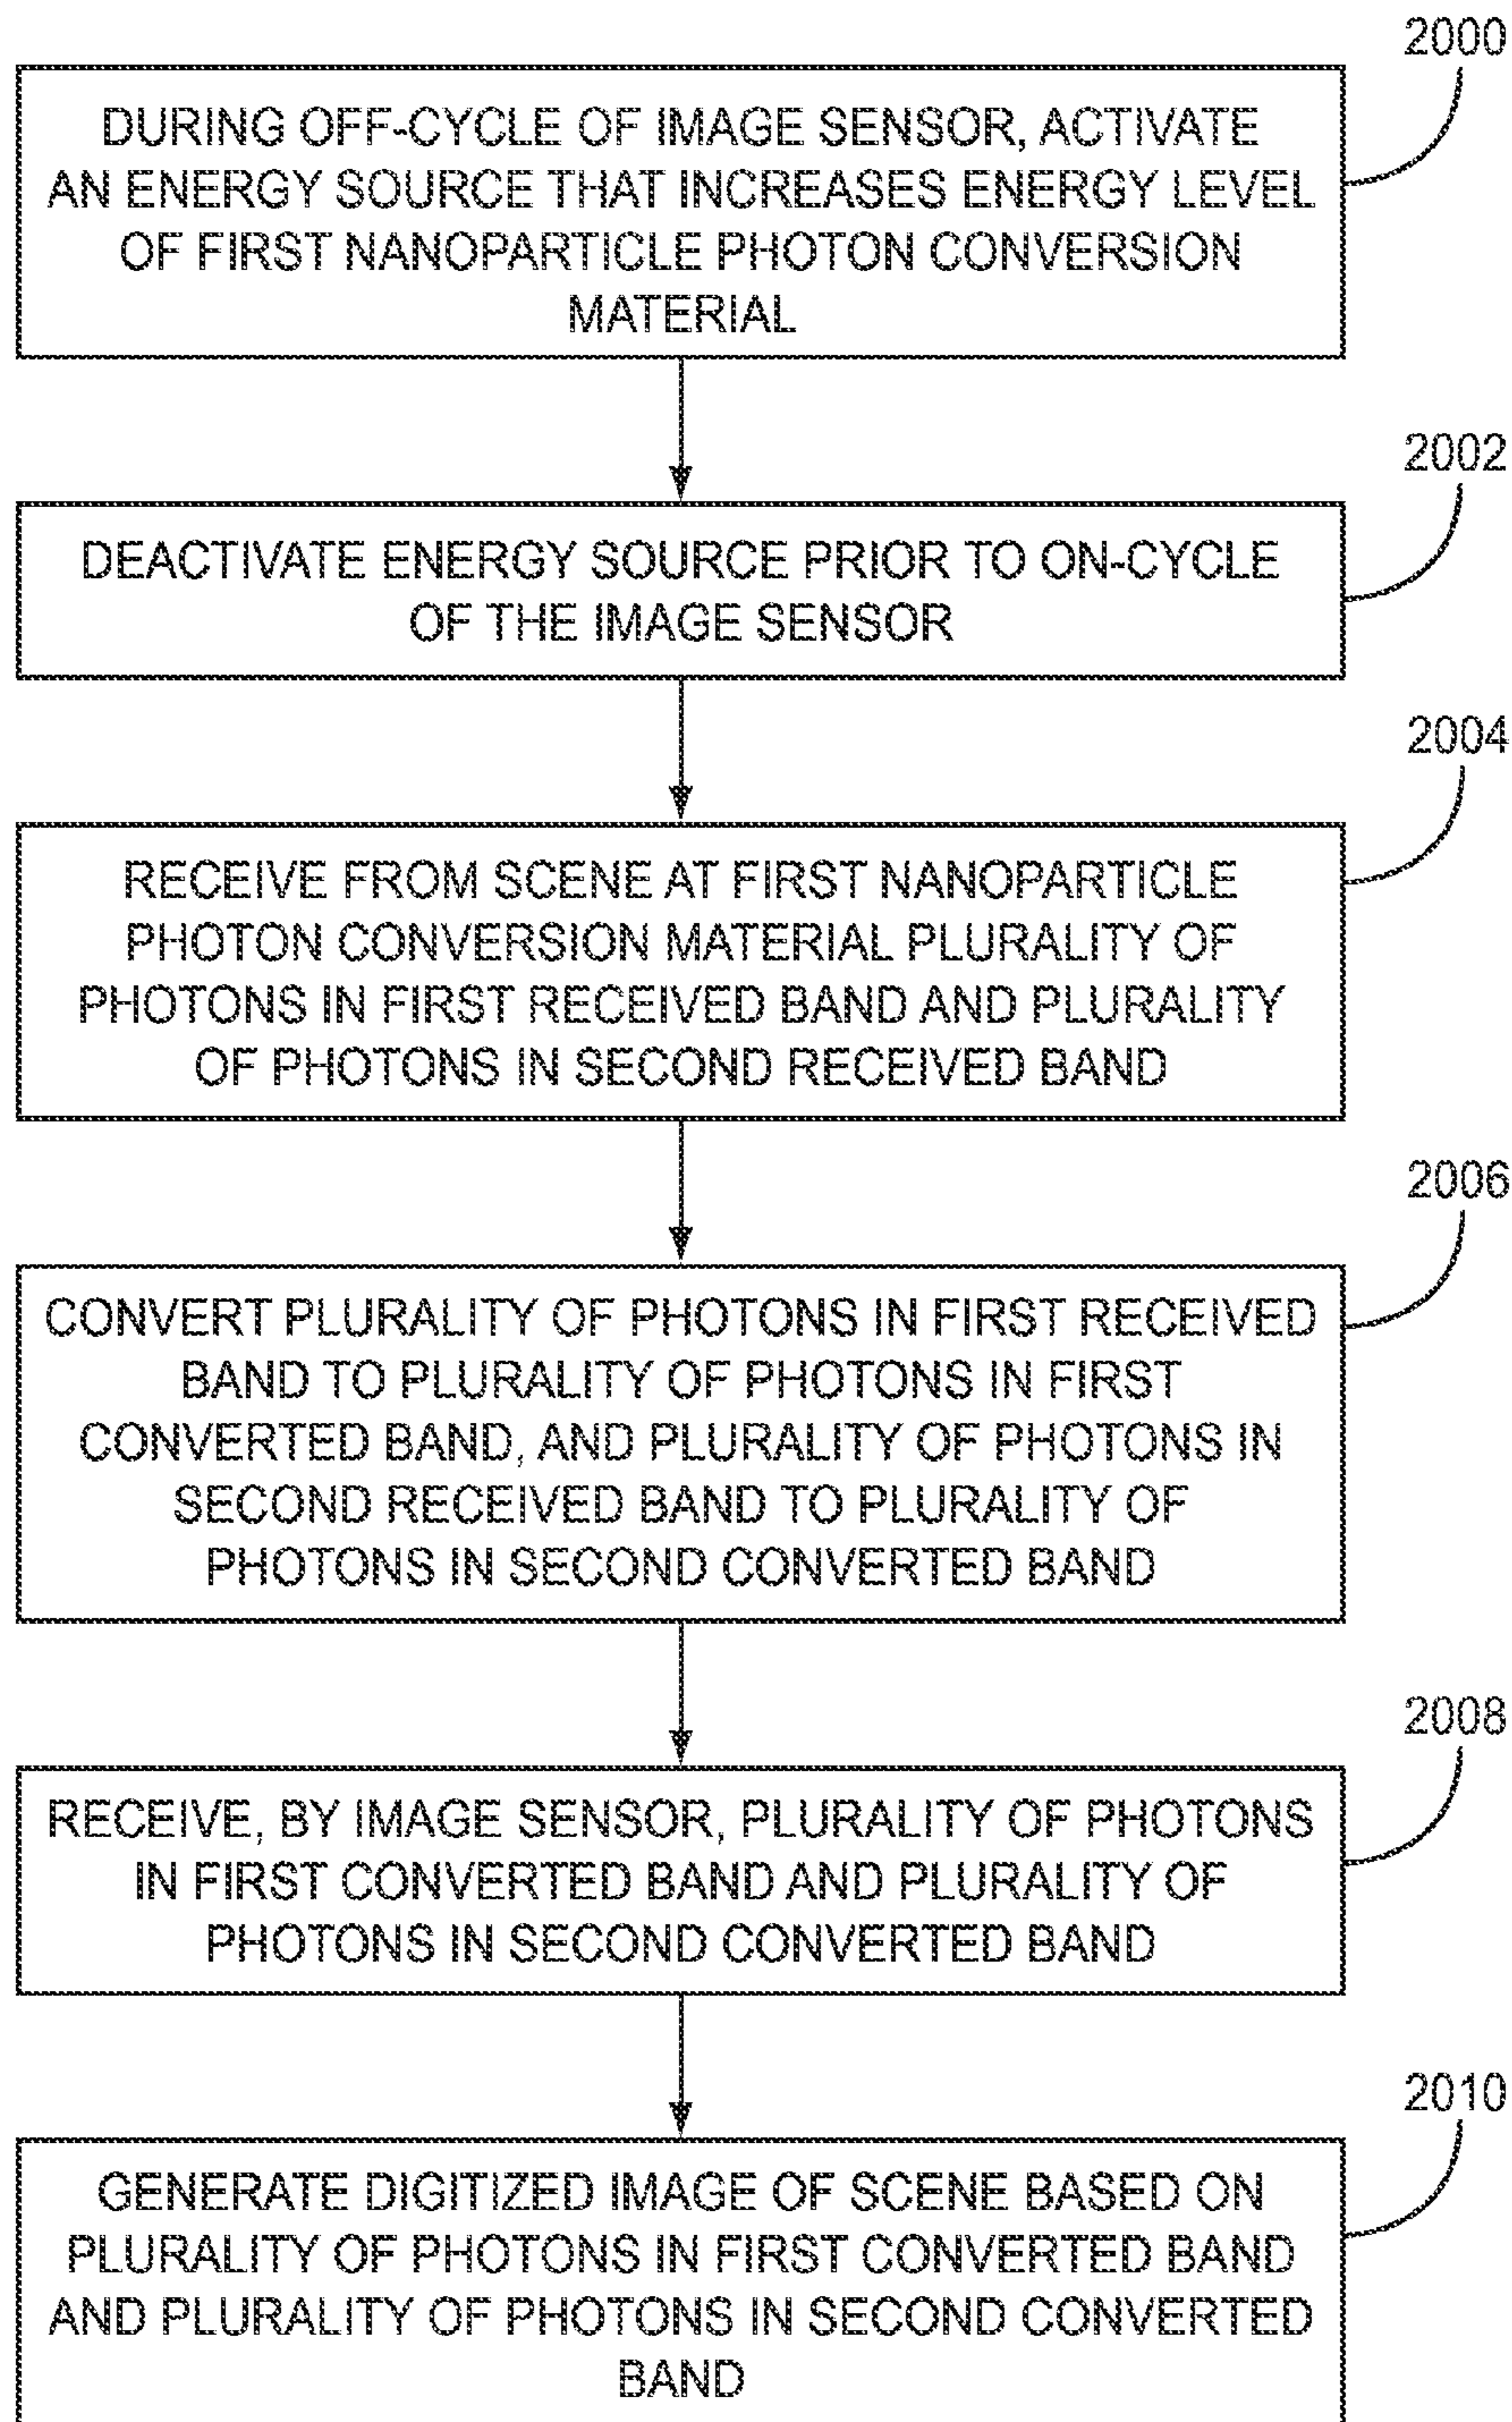 2000
DURING OFF-CYCLE OF IMAGE SENSOR, ACTIVATE
AN ENERGY SOURCE THAT INCREASES ENERGY LEVEL
OF FIRST NANOPARTICLE PHOTON CONVERSION
MATERIAL
2002
DEACTIVATE ENERGY SOURCE PRIOR TO ON-CYCLE
OF THE IMAGE SENSOR
2004
RECEIVE FROM SCENE AT FIRST NANOPARTICLE
PHOTON CONVERSION MATERIAL PLURALITY OF
PHOTONS IN FIRST RECEIVED BAND AND PLURALITY
OF PHOTONS IN SECOND RECEIVED BAND
2006
CONVERT PLURALITY OF PHOTONS IN FIRST RECEIVED
BAND TO PLURALITY OF PHOTONS IN FIRST
CONVERTED BAND, AND PLURALITY OF PHOTONS IN
SECOND RECEIVED BAND TO PLURALITY OF
PHOTONS IN SECOND CONVERTED BAND
2008
RECEIVE, BY IMAGE SENSOR, PLURALITY OF PHOTONS
IN FIRST CONVERTED BAND AND PLURALITY OF
PHOTONS IN SECOND CONVERTED BAND
2010
GENERATE DIGITIZED IMAGE OF SCENE BASED ON
PLURALITY OF PHOTONS IN FIRST CONVERTED BAND
AND PLURALITY OF PHOTONS IN SECOND CONVERTED
BAND